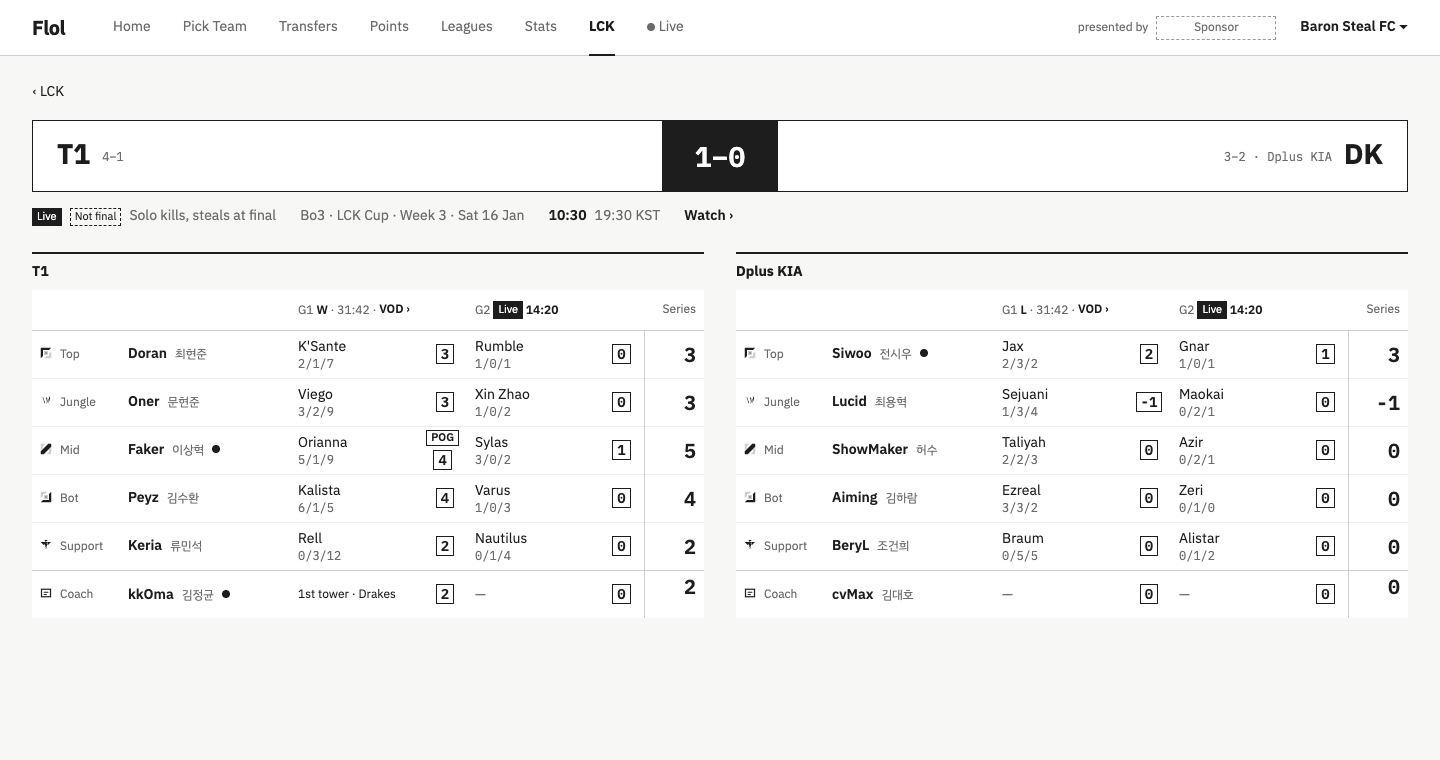 Flol Home Pick Team Transfers Points Leagues Stats LCK Live presented by Sponsor Baron Steal FC
‹ LCK
T1 4–1 1–0 3–2 · Dplus KIA DK
Live Not final Solo kills, steals at final Bo3 · LCK Cup · Week 3 · Sat 16 Jan 10:30 19:30 KST Watch ›
T1
G1 W · 31:42 · VOD › G2 Live 14:20 Series
Top Doran 최현준 K'Sante 2/1/7 3 Rumble 1/0/1 0 3
Jungle Oner 문현준 Viego 3/2/9 3 Xin Zhao 1/0/2 0 3
Mid Faker 이상혁 Orianna 5/1/9 POG 4 Sylas 3/0/2 1 5
Bot Peyz 김수환 Kalista 6/1/5 4 Varus 1/0/3 0 4
Support Keria 류민석 Rell 0/3/12 2 Nautilus 0/1/4 0 2
Coach kkOma 김정균 1st tower · Drakes 2 — 0 2
Dplus KIA
G1 L · 31:42 · VOD › G2 Live 14:20 Series
Top Siwoo 전시우 Jax 2/3/2 2 Gnar 1/0/1 1 3
Jungle Lucid 최용혁 Sejuani 1/3/4 -1 Maokai 0/2/1 0 -1
Mid ShowMaker 허수 Taliyah 2/2/3 0 Azir 0/2/1 0 0
Bot Aiming 김하람 Ezreal 3/3/2 0 Zeri 0/1/0 0 0
Support BeryL 조건희 Braum 0/5/5 0 Alistar 0/1/2 0 0
Coach cvMax 김대호 — 0 — 0 0